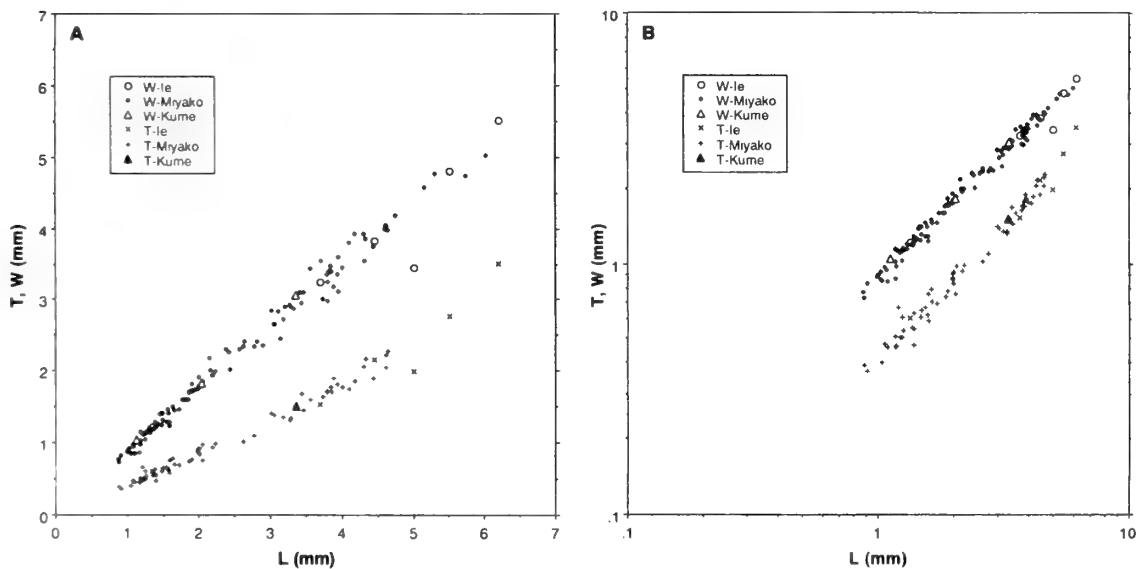 A
7
6
5
4
3
2
1
0
T, W (mm)
W-Ie
W-Miyako
W-Kume
T-Ie
T-Miyako
T-Kume
0 1 2 3 4 5 6 7
L (mm)
B
10
1
.1
T, W (mm)
W-Ie
W-Miyako
W-Kume
T-Ie
T-Miyako
T-Kume
.1 1 10
L (mm)